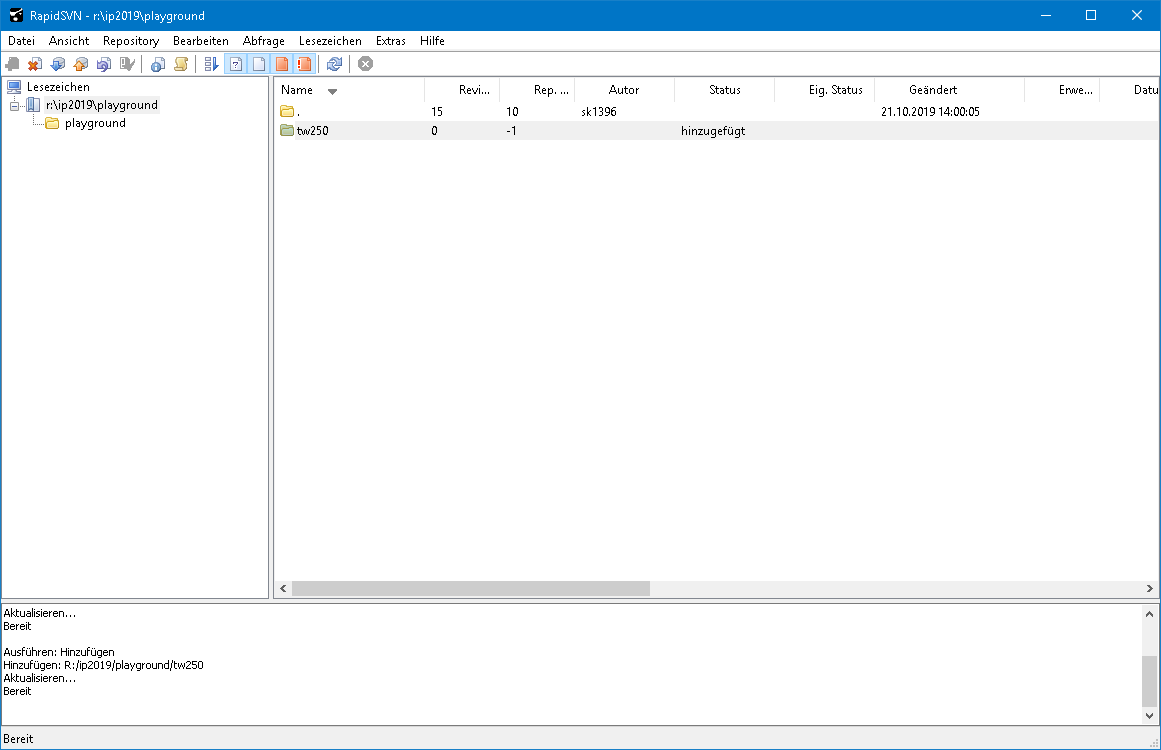 RapidSVN - r:\ip2019\playground
Datei Ansicht Repository Bearbeiten Abfrage Lesezeichen Extras Hilfe
Lesezeichen
r:\ip2019\playground
playground
Name Revi... Rep. ... Autor Status Eig. Status Geändert Erwe... Datu
. 15 10 sk1396 21.10.2019 14:00:05
tw250 0 -1 hinzugefügt
Aktualisieren...
Bereit
Ausführen: Hinzufügen
Hinzufügen: R:/ip2019/playground/tw250
Aktualisieren...
Bereit
Bereit